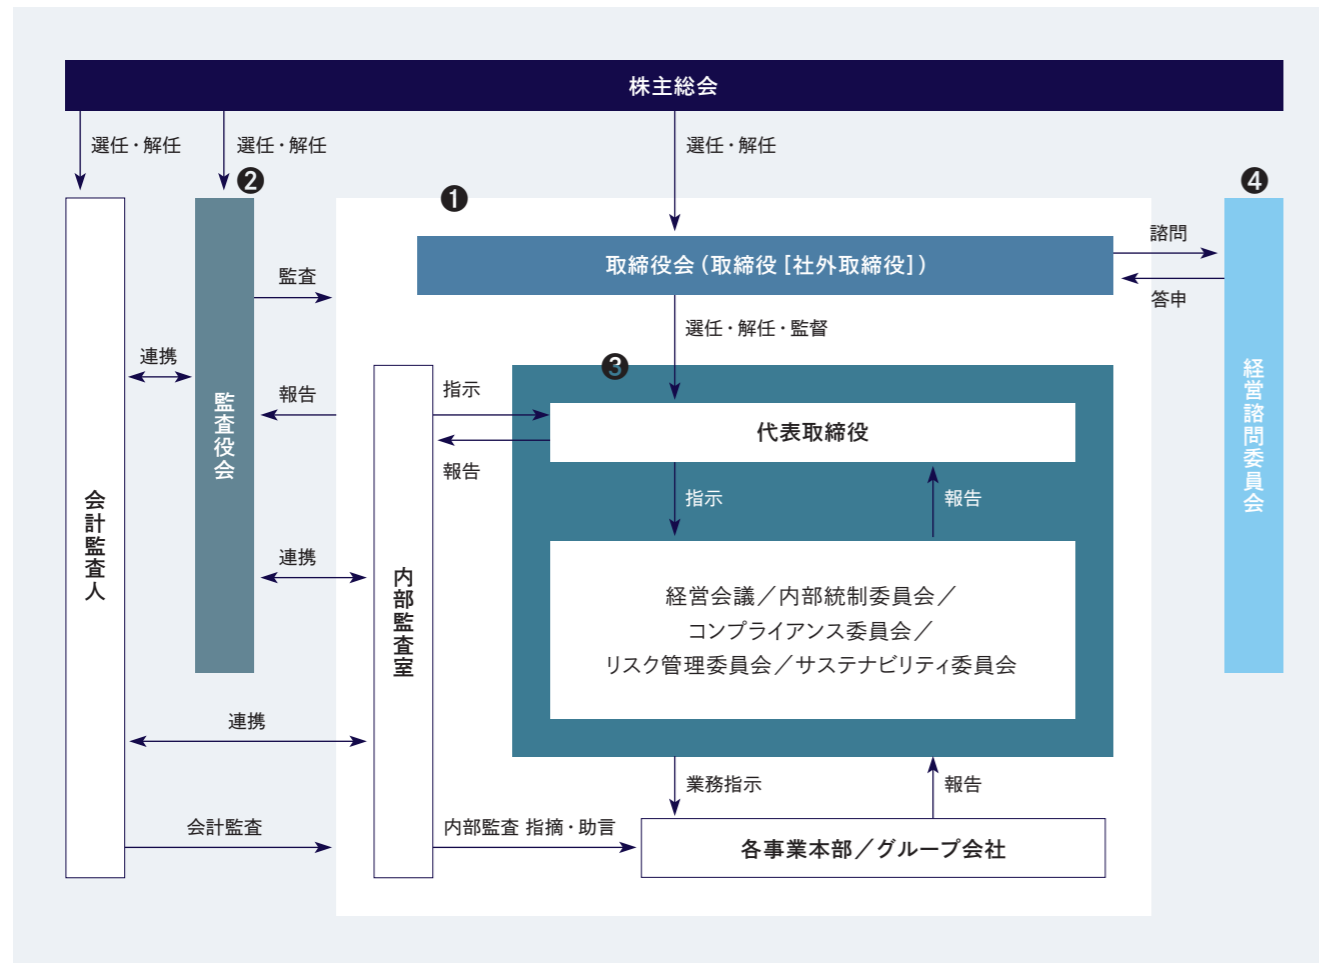 株主総会
選任・解任
選任・解任
選任・解任
❷
❶
❹
取締役会（取締役［社外取締役］）
諮問
答申
監査
選任・解任・監督
連携
❸
報告
指示
代表取締役
報告
監査役会
経営諮問委員会
指示
報告
会計監査人
連携
内部監査室
経営会議／内部統制委員会／
コンプライアンス委員会／
リスク管理委員会／サステナビリティ委員会
連携
業務指示
報告
会計監査
内部監査 指摘・助言
各事業本部／グループ会社